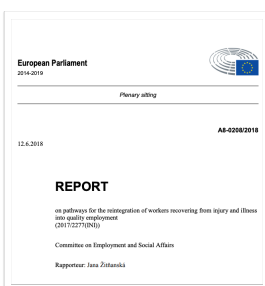 European Parliament
2014-2019
Plenary sitting
A8-0208/2018
12.6.2018
REPORT
on pathways for the reintegration of workers recovering from injury and illness
into quality employment
(2017/2277(INI))
Committee on Employment and Social Affairs
Rapporteur: Jana Žitňanská